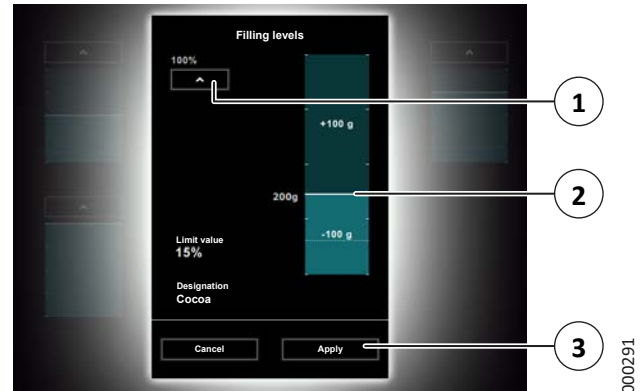 Filling levels
100%
1
+100 g
200g
2
-100 g
Limit value
15%
Designation
Cocoa
Cancel
Apply
3
000291